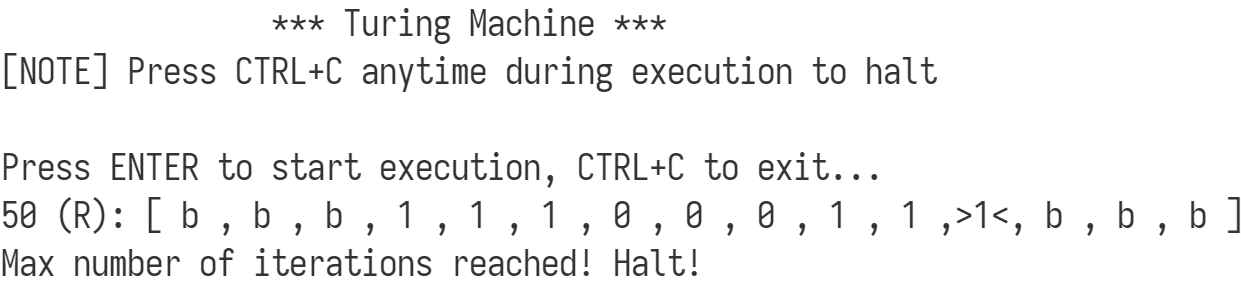 *** Turing Machine ***
[NOTE] Press CTRL+C anytime during execution to halt
Press ENTER to start execution, CTRL+C to exit...
50 (R): [ b , b , b , 1 , 1 , 1 , 0 , 0 , 0 , 1 , 1 ,>1<, b , b , b ]
Max number of iterations reached! Halt!